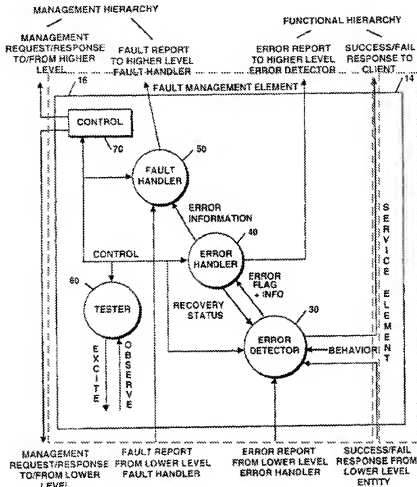 MANAGEMENT HIERARCHY
FUNCTIONAL HIERARCHY
MANAGEMENT
REQUEST/RESPONSE
TO/FROM HIGHER
LEVEL
FAULT REPORT
TO HIGHER LEVEL
FAULT HANDLER
ERROR REPORT
TO HIGHER LEVEL
ERROR DETECTOR
SUCCESS/FAIL
RESPONSE TO
CLIENT
16
FAULT MANAGEMENT ELEMENT
14
CONTROL
70
50
FAULT
HANDLER
ERROR
INFORMATION
40
CONTROL
ERROR
HANDLER
60
TESTER
RECOVERY
STATUS
ERROR
FLAG
+ INFO
30
ERROR
DETECTOR
BEHAVIOR
SERVICE ELEMENT
EXCITE
OBSERVE
MANAGEMENT
REQUEST/RESPONSE
TO/FROM LOWER
LEVEL
FAULT REPORT
FROM LOWER LEVEL
FAULT HANDLER
ERROR REPORT
FROM LOWER LEVEL
ERROR HANDLER
SUCCESS/FAIL
RESPONSE FROM
LOWER LEVEL
ENTITY